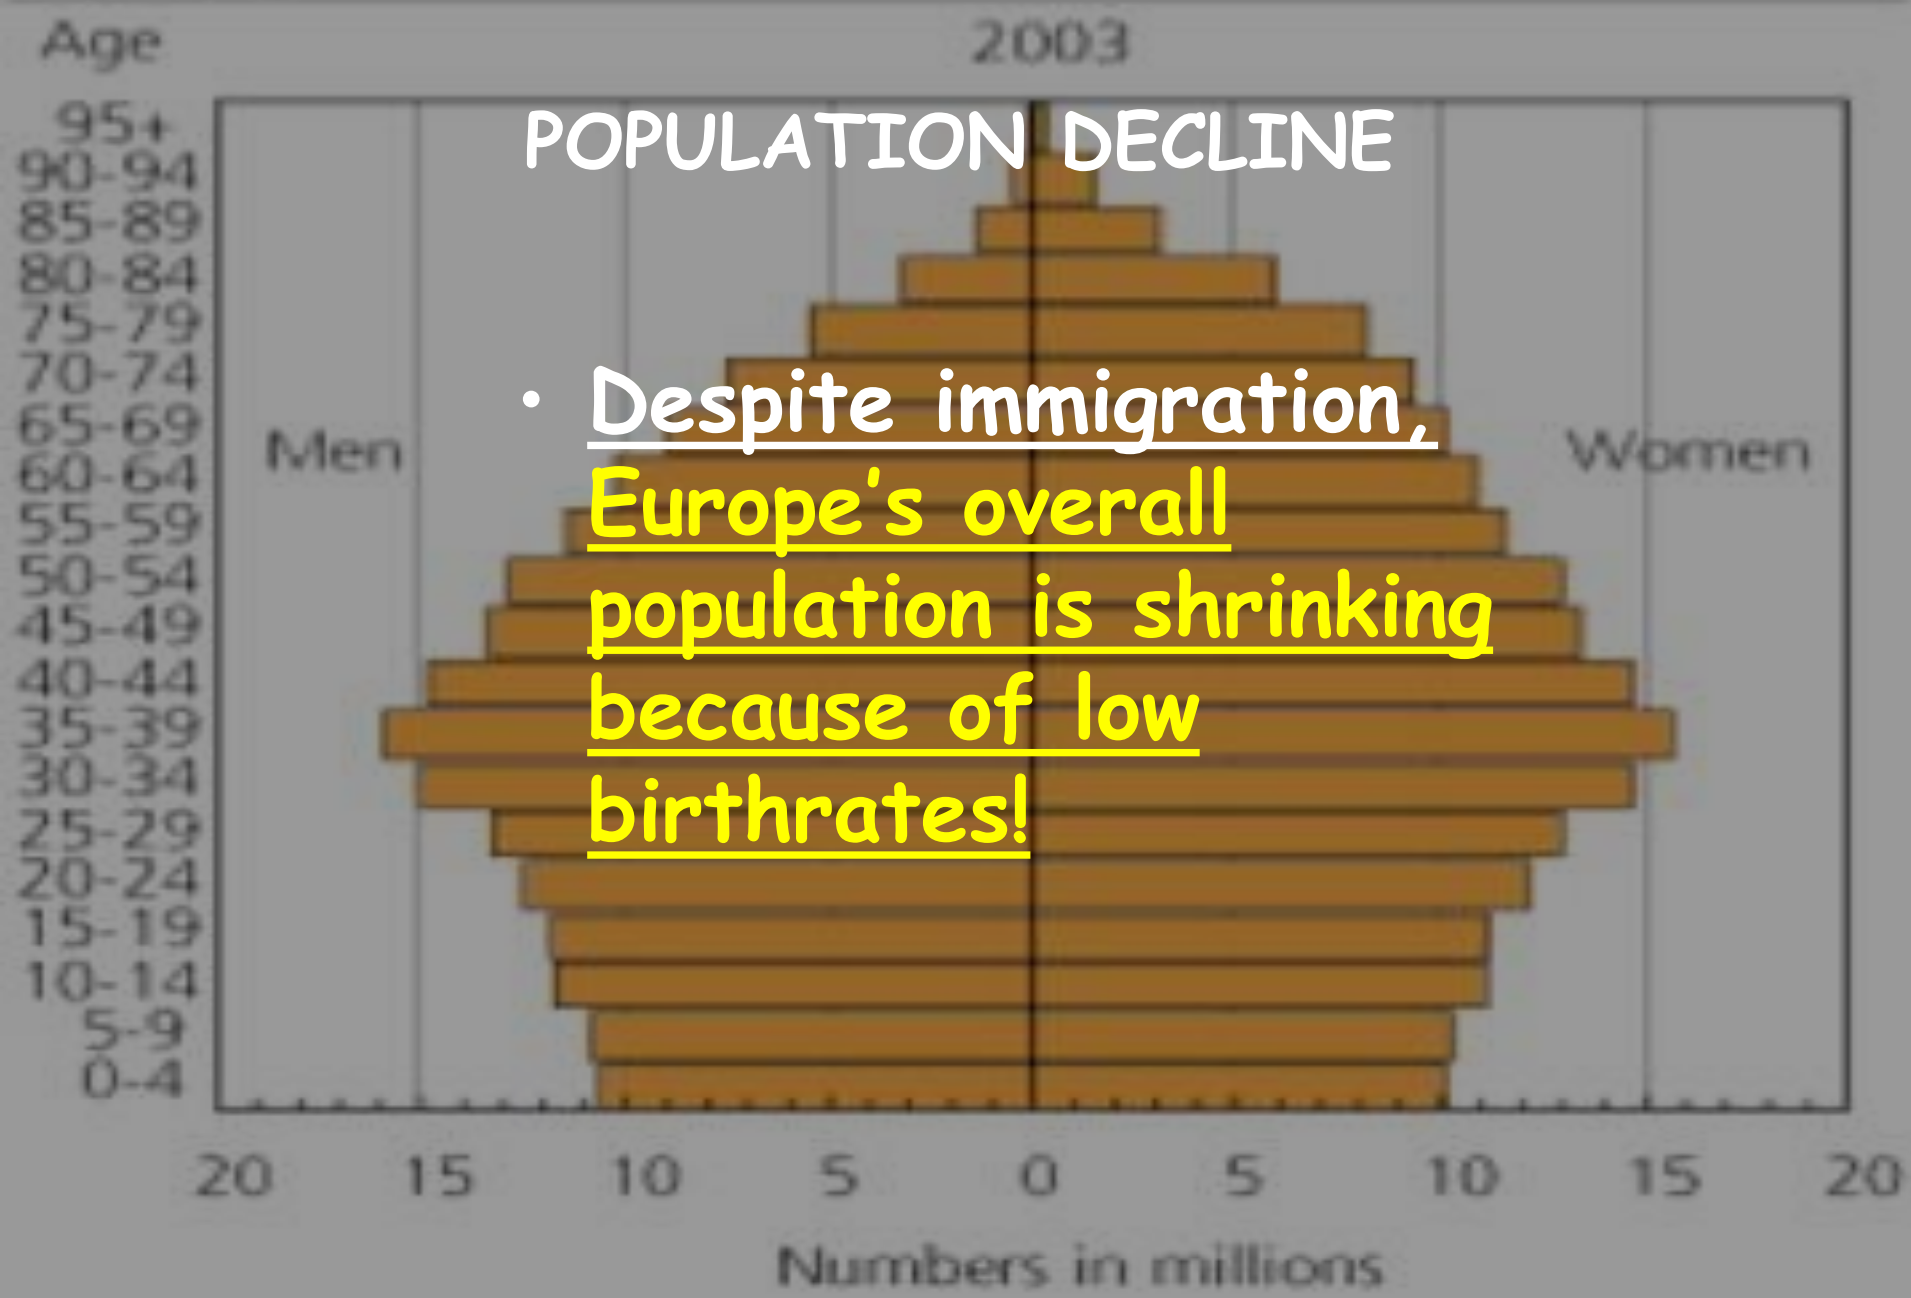 Age 2003
POPULATION DECLINE
95+
90-94
85-89
80-84
75-79
70-74
65-69
60-64
55-59
50-54
45-49
40-44
35-39
30-34
25-29
20-24
15-19
10-14
5-9
0-4
Men
Women
• Despite immigration,
Europe’s overall
population is shrinking
because of low
birthrates!
20 15 10 5 0 5 10 15 20
Numbers in millions